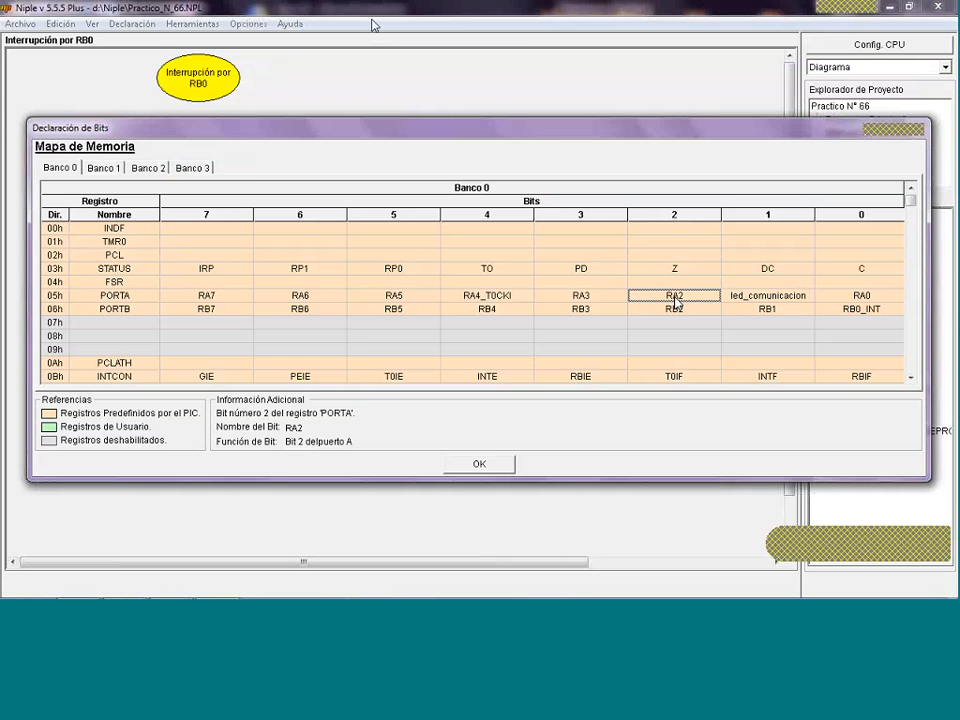 Niple v 5.5.5 Plus - d:\Niple\Practico_N_66.NPL
Archivo Edición Ver Declaración Herramientas Opciones Ayuda
Interrupción por RB0
Interrupción por
RB0
Config. CPU
Diagrama
Explorador de Proyecto
Practico N° 66
Declaración de Bits
Mapa de Memoria
Banco 0 Banco 1 Banco 2 Banco 3
Banco 0
Registro Bits
Dir. Nombre 7 6 5 4 3 2 1 0
00h INDF
01h TMR0
02h PCL
03h STATUS IRP RP1 RP0 TO PD Z DC C
04h FSR
05h PORTA RA7 RA6 RA5 RA4_T0CKI RA3 RA2 led_comunicacion RA0
06h PORTB RB7 RB6 RB5 RB4 RB3 RB2 RB1 RB0_INT
07h
08h
09h
0Ah PCLATH
0Bh INTCON GIE PEIE T0IE INTE RBIE T0IF INTF RBIF
Referencias
Registros Predefinidos por el PIC.
Registros de Usuario.
Registros deshabilitados.
Información Adicional
Bit número 2 del registro 'PORTA'.
Nombre del Bit: RA2
Función de Bit: Bit 2 delpuerto A
OK
EPRO